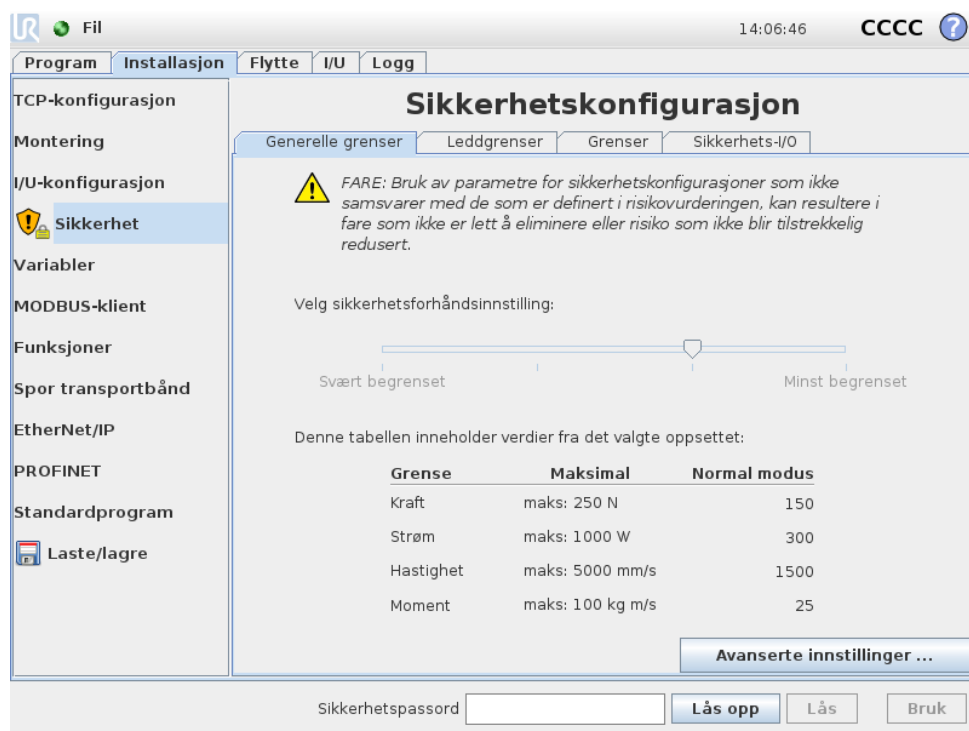 UR Fil 14:06:46 CCCC ?
Program Installasjon Flytte I/U Logg
TCP-konfigurasjon
Montering
I/U-konfigurasjon
Sikkerhet
Variabler
MODBUS-klient
Funksjoner
Spor transportbånd
EtherNet/IP
PROFINET
Standardprogram
Laste/lagre
Sikkerhetskonfigurasjon
Generelle grenser Leddgrenser Grenser Sikkerhets-I/O
FARE: Bruk av parametre for sikkerhetskonfigurasjoner som ikke
samsvarer med de som er definert i risikovurderingen, kan resultere i
fare som ikke er lett å eliminere eller risiko som ikke blir tilstrekkelig
redusert.
Velg sikkerhetsforhåndsinnstilling:
Svært begrenset Minst begrenset
Denne tabellen inneholder verdier fra det valgte oppsettet:
Grense Maksimal Normal modus
Kraft maks: 250 N 150
Strøm maks: 1000 W 300
Hastighet maks: 5000 mm/s 1500
Moment maks: 100 kg m/s 25
Avanserte innstillinger ...
Sikkerhetspassord Lås opp Lås Bruk